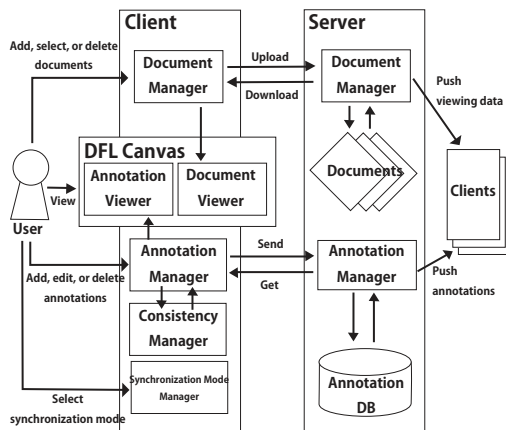 Client
Server
Add, select, or delete
documents
Document
Manager
Upload
Download
Document
Manager
Push
viewing data
DFL Canvas
Annotation
Viewer
Document
Viewer
Documents
Clients
View
User
Add, edit, or delete
annotations
Annotation
Manager
Send
Get
Annotation
Manager
Push
annotations
Consistency
Manager
Synchronization Mode
Manager
Annotation
DB
Select
synchronization mode